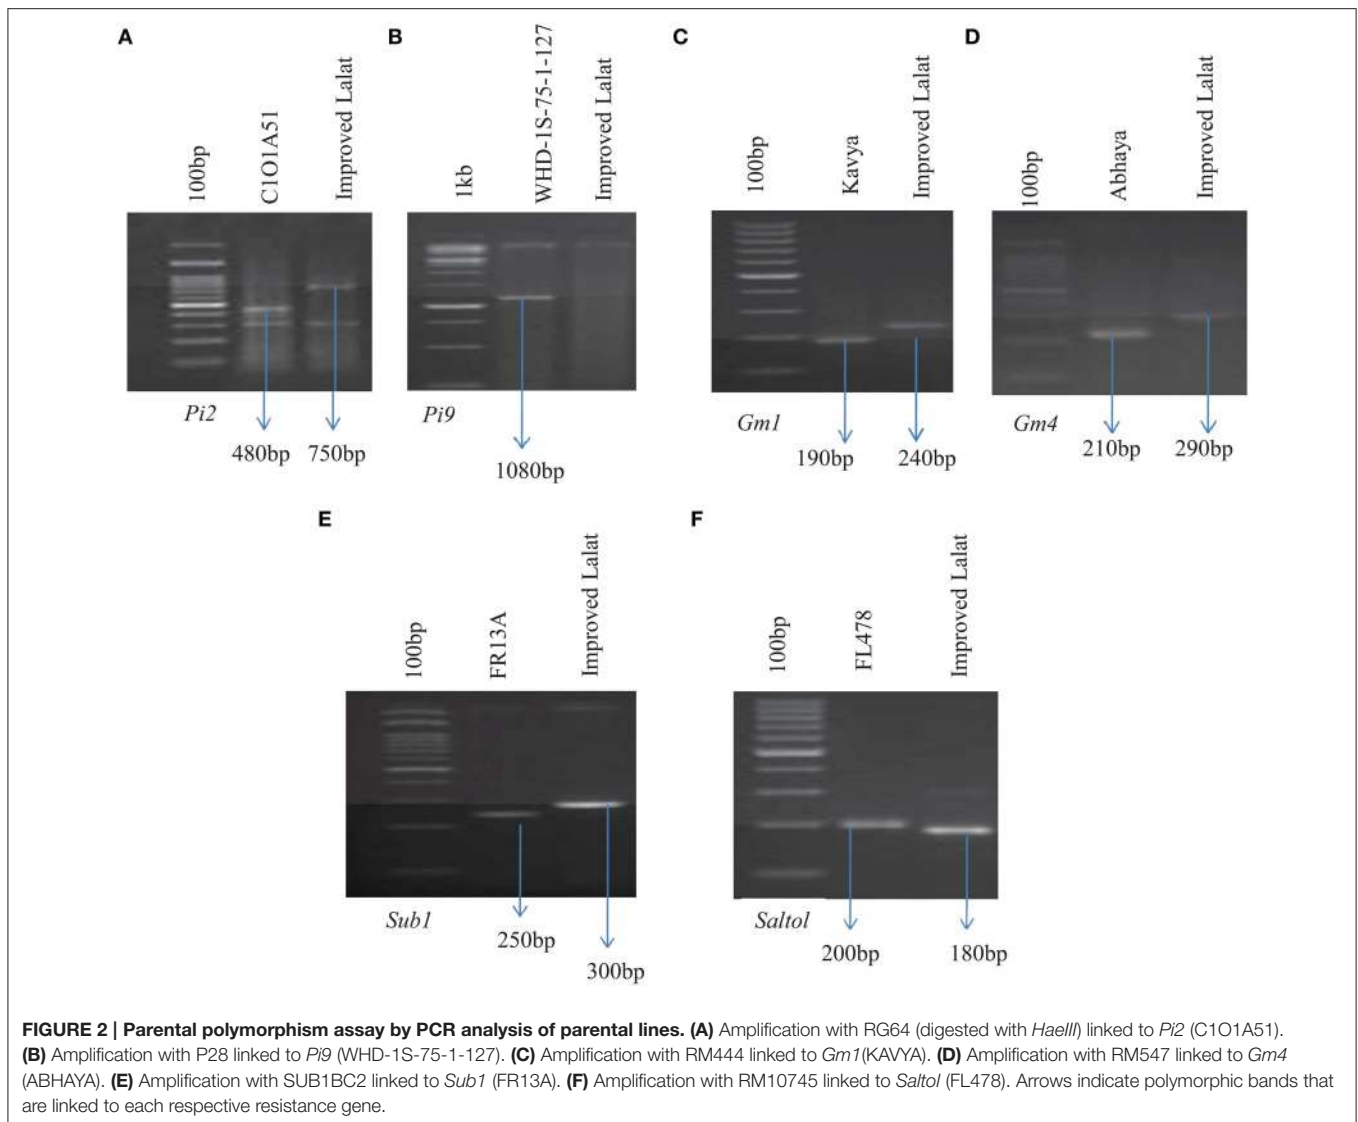 A
B
C
D
100bp
C1O1A51
Improved Lalat
1kb
WHD-1S-75-1-127
Improved Lalat
100bp
Kavya
Improved Lalat
100bp
Abhaya
Improved Lalat
Pi2
480bp
750bp
Pi9
1080bp
Gm1
190bp
240bp
Gm4
210bp
290bp
E
F
100bp
FR13A
Improved Lalat
100bp
FL478
Improved Lalat
Sub1
250bp
300bp
Saltol
200bp
180bp
FIGURE 2 | Parental polymorphism assay by PCR analysis of parental lines. (A) Amplification with RG64 (digested with HaeIII) linked to Pi2 (C1O1A51).
(B) Amplification with P28 linked to Pi9 (WHD-1S-75-1-127). (C) Amplification with RM444 linked to Gm1(KAVYA). (D) Amplification with RM547 linked to Gm4
(ABHAYA). (E) Amplification with SUB1BC2 linked to Sub1 (FR13A). (F) Amplification with RM10745 linked to Saltol (FL478). Arrows indicate polymorphic bands that
are linked to each respective resistance gene.